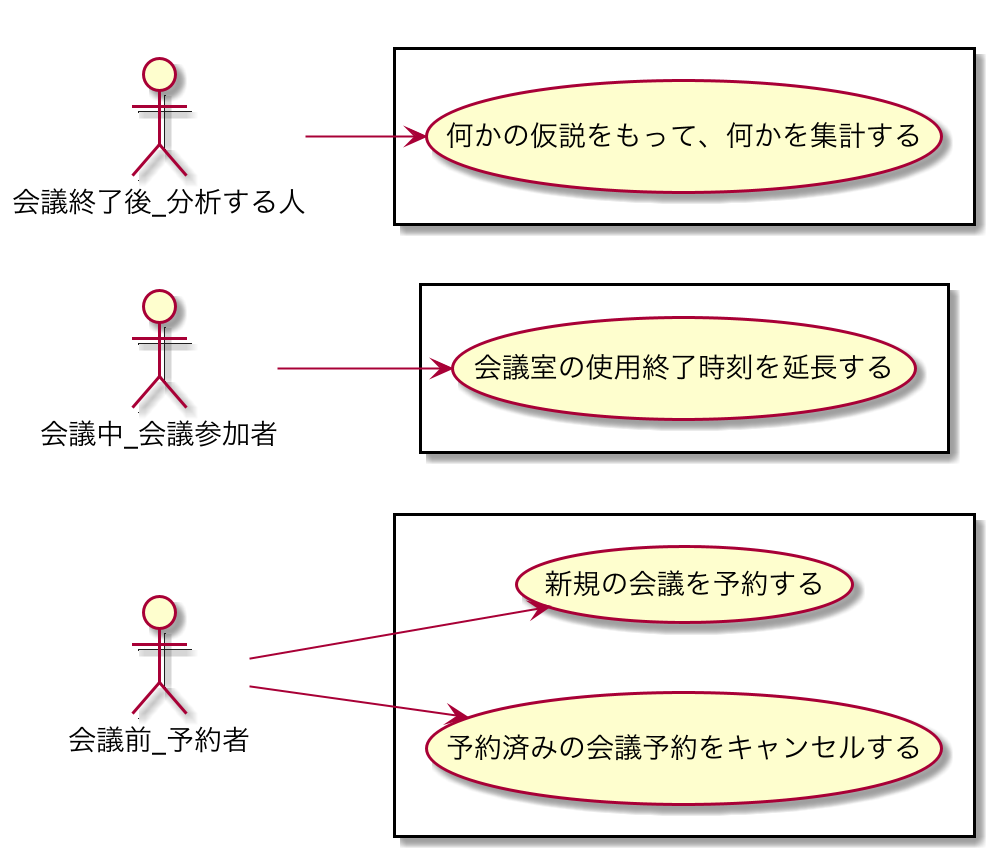 何かの仮説をもって、何かを集計する
会議終了後_分析する人
会議室の使用終了時刻を延長する
会議中_会議参加者
新規の会議を予約する
会議前_予約者
予約済みの会議予約をキャンセルする